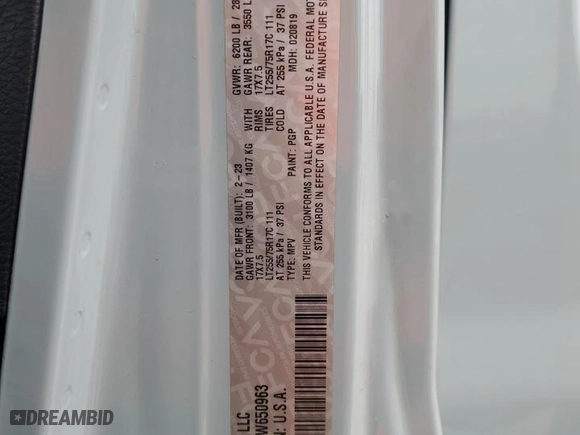 LLC
DATE OF MFR (BUILT): 2-23 GVWR: 6200 LB / 28
GAWR FRONT: 3100 LB / 1407 KG WITH GAWR REAR: 3550 L
17X7.5 RIMS 17X7.5
LT255/75R17C 111 TIRES LT255/75R17C 111
AT 255 kPa / 37 PSI COLD AT 255 kPa / 37 PSI
TYPE: MPV PAINT: PGP MDH: 020819
THIS VEHICLE CONFORMS TO ALL APPLICABLE U.S.A. FEDERAL MOT
STANDARDS IN EFFECT ON THE DATE OF MANUFACTURE S
W650963
N: U.S.A.
DREAMBID